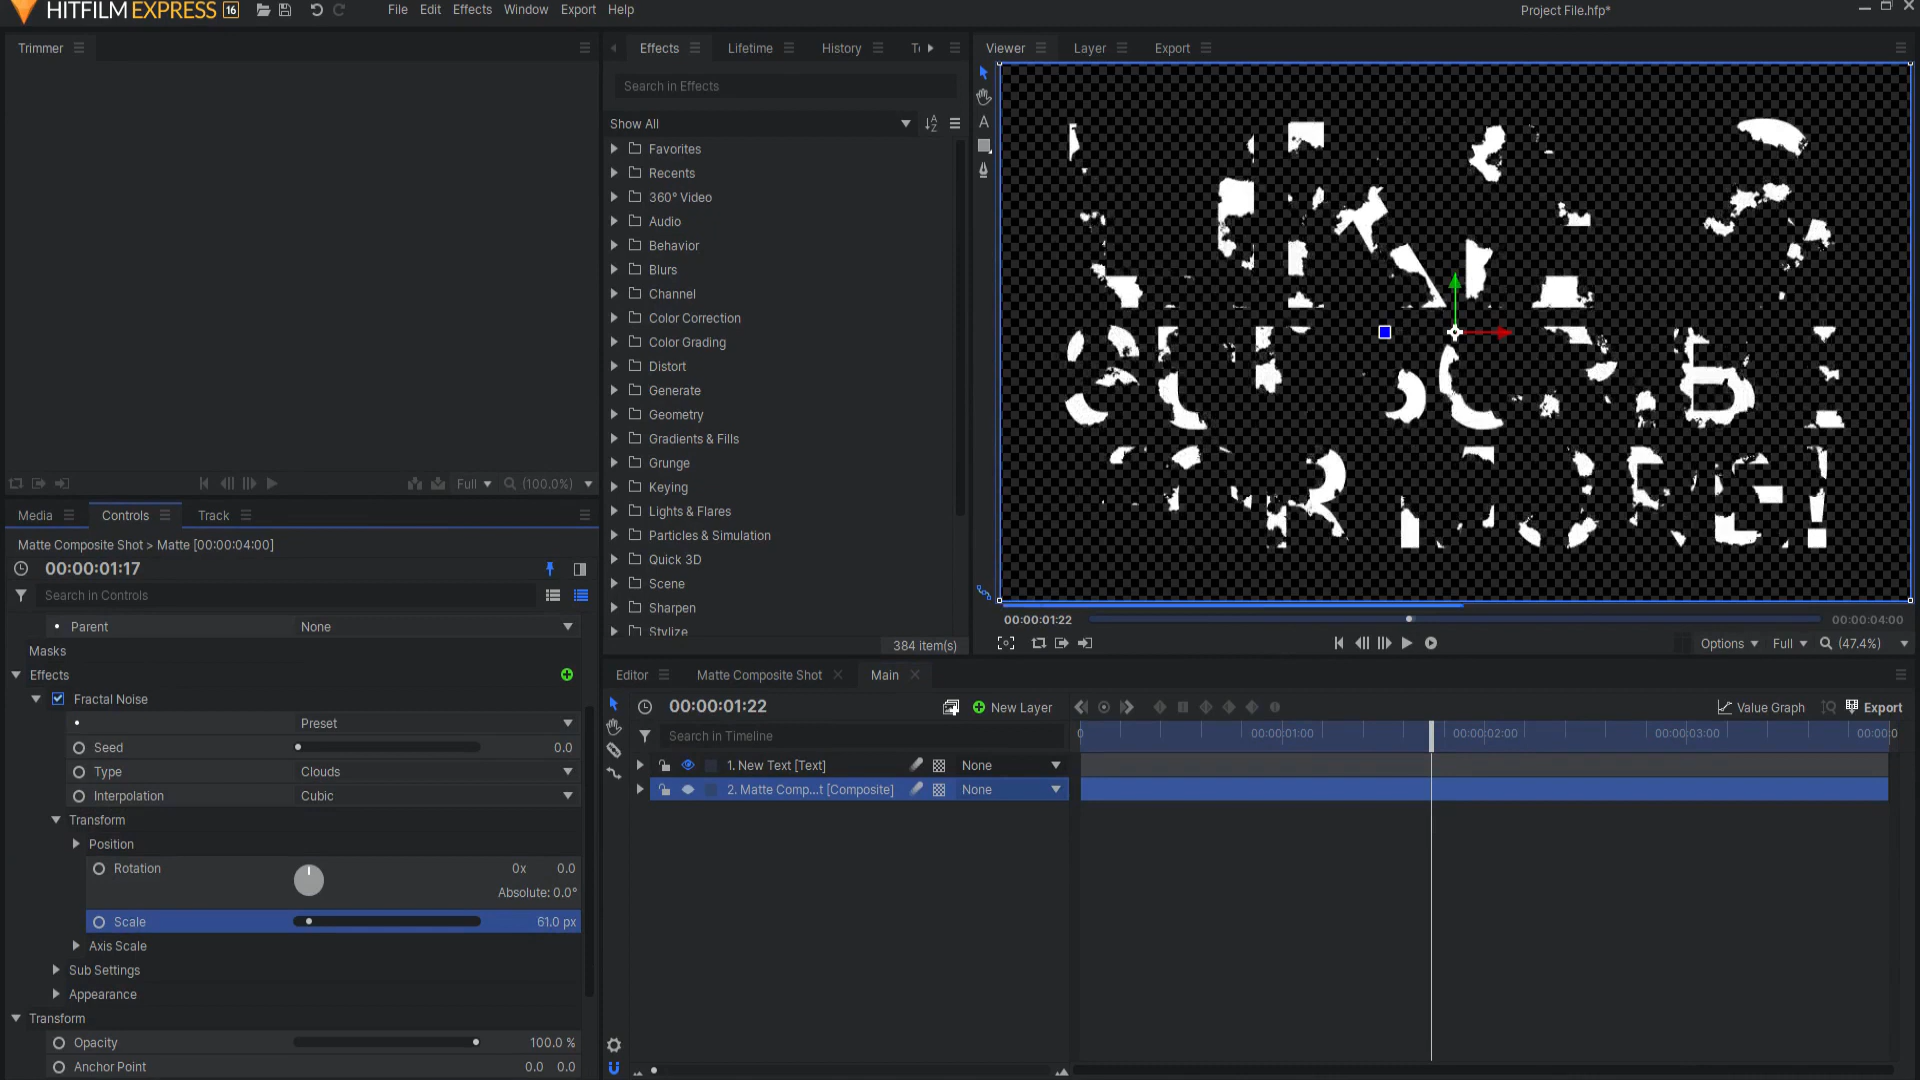 HITFILM EXPRESS 16
File Edit Effects Window Export Help
Project File.hfp*
Trimmer
Effects Lifetime History
Viewer Layer Export
Search in Effects
Show All
Favorites
Recents
360° Video
Audio
Behavior
Blurs
Channel
Color Correction
Color Grading
Distort
Generate
Geometry
Gradients & Fills
Grunge
Keying
Lights & Flares
Particles & Simulation
Quick 3D
Scene
Sharpen
Stylize
384 item(s)
Full (100.0%)
Media Controls Track
Matte Composite Shot > Matte [00:00:04:00]
00:00:01:17
Search in Controls
Parent None
Masks
Effects
Fractal Noise
Preset
Seed 0.0
Type Clouds
Interpolation Cubic
Transform
Position
Rotation 0x 0.0
Absolute: 0.0°
Scale 61.0 px
Axis Scale
Sub Settings
Appearance
Transform
Opacity 100.0 %
Anchor Point 0.0 0.0
00:00:01:22 00:00:04:00
Options Full (47.4%)
Editor Matte Composite Shot Main
00:00:01:22 New Layer Value Graph Export
Search in Timeline
0 00:00:01:00 00:00:02:00 00:00:03:00 00:00:0
1. New Text [Text] None
2. Matte Comp...t [Composite] None